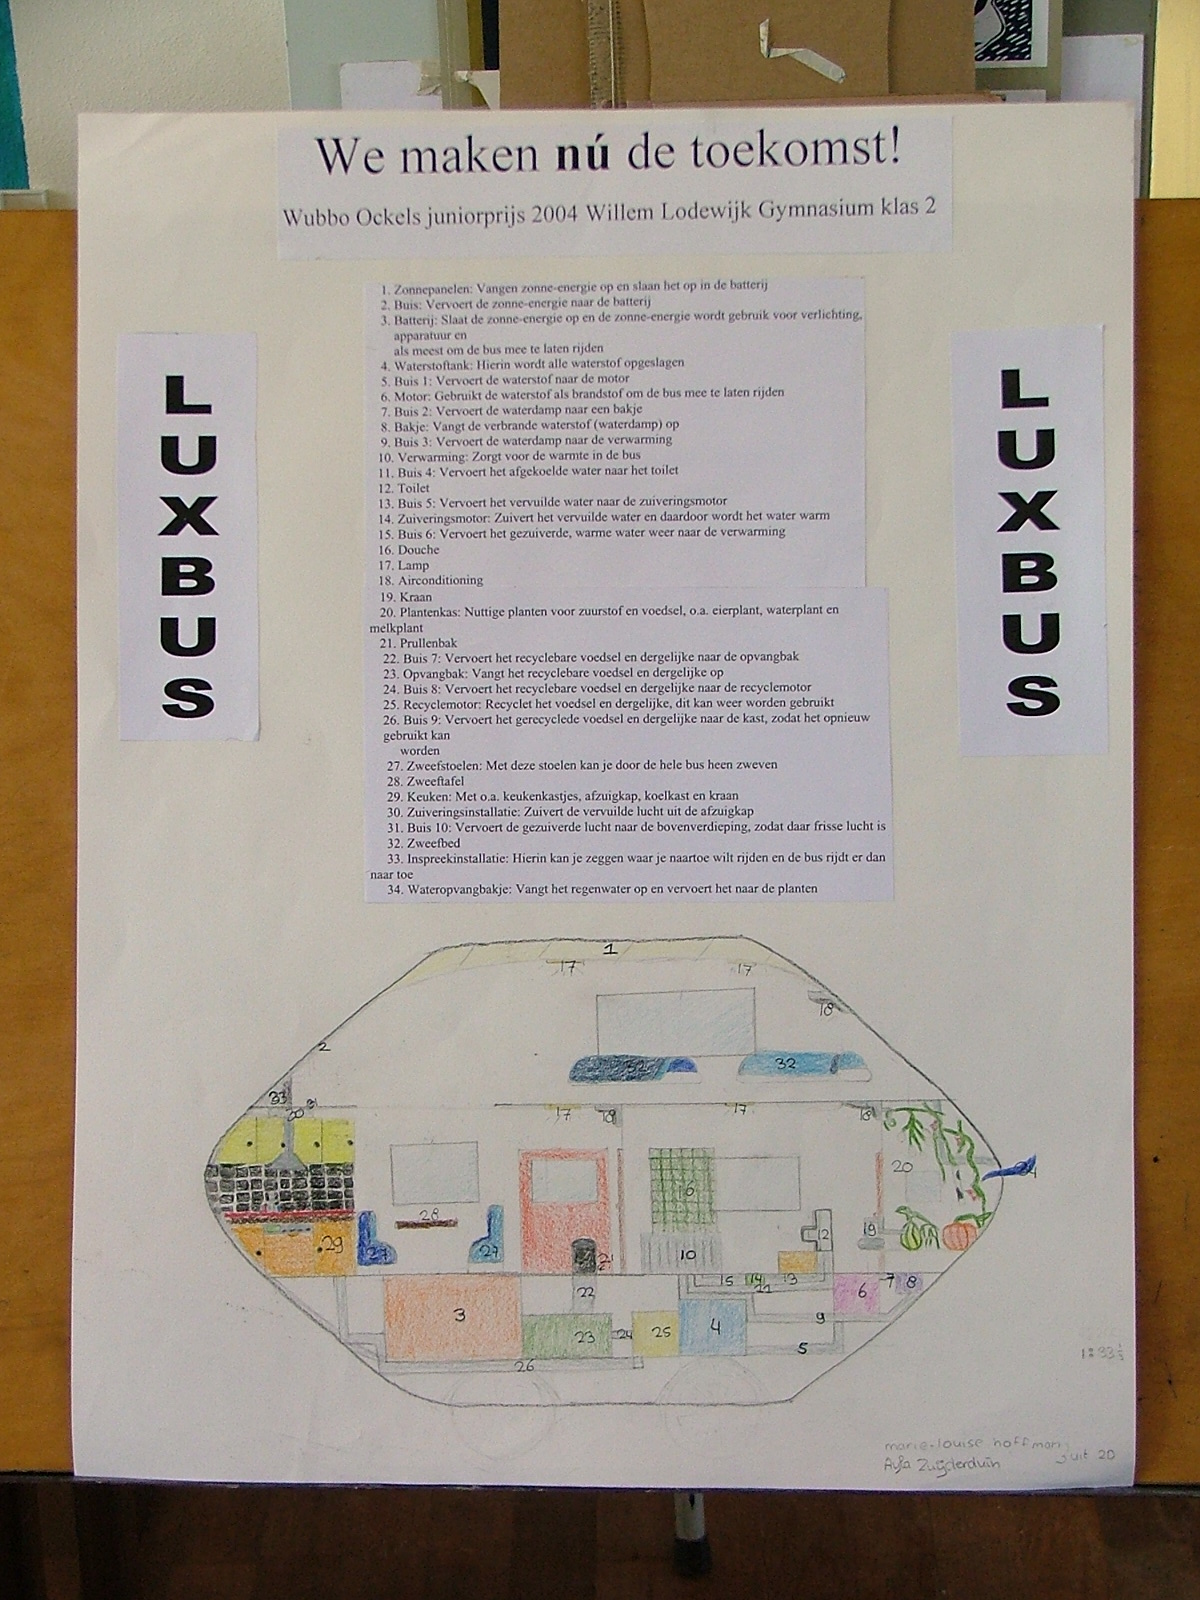 We maken nú de toekomst!
Wubbo Ockels juniorprijs 2004 Willem Lodewijk Gymnasium klas 2
L
U
X
B
U
S
1. Zonnepanelen: Vangen zonne-energie op en slaan het op in de batterij
2. Buis: Vervoert de zonne-energie naar de batterij
3. Batterij: Slaat de zonne-energie op en de zonne-energie wordt gebruik voor verlichting,
apparatuur en
als meest om de bus mee te laten rijden
4. Waterstoftank: Hierin wordt alle waterstof opgeslagen
5. Buis 1: Vervoert de waterstof naar de motor
6. Motor: Gebruikt de waterstof als brandstof om de bus mee te laten rijden
7. Buis 2: Vervoert de waterdamp naar een bakje
8. Bakje: Vangt de verbrande waterstof (waterdamp) op
9. Buis 3: Vervoert de waterdamp naar de verwarming
10. Verwarming: Zorgt voor de warmte in de bus
11. Buis 4: Vervoert het afgekoelde water naar het toilet
12. Toilet
13. Buis 5: Vervoert het vervuilde water naar de zuiveringsmotor
14. Zuiveringsmotor: Zuivert het vervuilde water en daardoor wordt het water warm
15. Buis 6: Vervoert het gezuiverde, warme water weer naar de verwarming
16. Douche
17. Lamp
18. Airconditioning
19. Kraan
20. Plantenkas: Nuttige planten voor zuurstof en voedsel, o.a. eierplant, waterplant en
melkplant
21. Prullenbak
22. Buis 7: Vervoert het recyclebare voedsel en dergelijke naar de opvangbak
23. Opvangbak: Vangt het recyclebare voedsel en dergelijke op
24. Buis 8: Vervoert het recyclebare voedsel en dergelijke naar de recyclemotor
25. Recyclemotor: Recyclet het voedsel en dergelijke, dit kan weer worden gebruikt
26. Buis 9: Vervoert het gerecyclede voedsel en dergelijke naar de kast, zodat het opnieuw
gebruikt kan
worden
27. Zweefstoelen: Met deze stoelen kan je door de hele bus heen zweven
28. Zweeftafel
29. Keuken: Met o.a. keukenkastjes, afzuigkap, koelkast en kraan
30. Zuiveringsinstallatie: Zuivert de vervuilde lucht uit de afzuigkap
31. Buis 10: Vervoert de gezuiverde lucht naar de bovenverdieping, zodat daar frisse lucht is
32. Zweefbed
33. Inspreekinstallatie: Hierin kan je zeggen waar je naartoe wilt rijden en de bus rijdt er dan
naar toe
34. Wateropvangbakje: Vangt het regenwater op en vervoert het naar de planten
L
U
X
B
U
S
1
17 17
18
2
32 32
33 30 31
17 18 17 18
20 34
16
28
29 27 27 21 10 12 19
22 15 14 13 6 7 8
11
3 23 24 25 4 9
5
26
marie-louise hoffmann
Ayla Zuijderduin